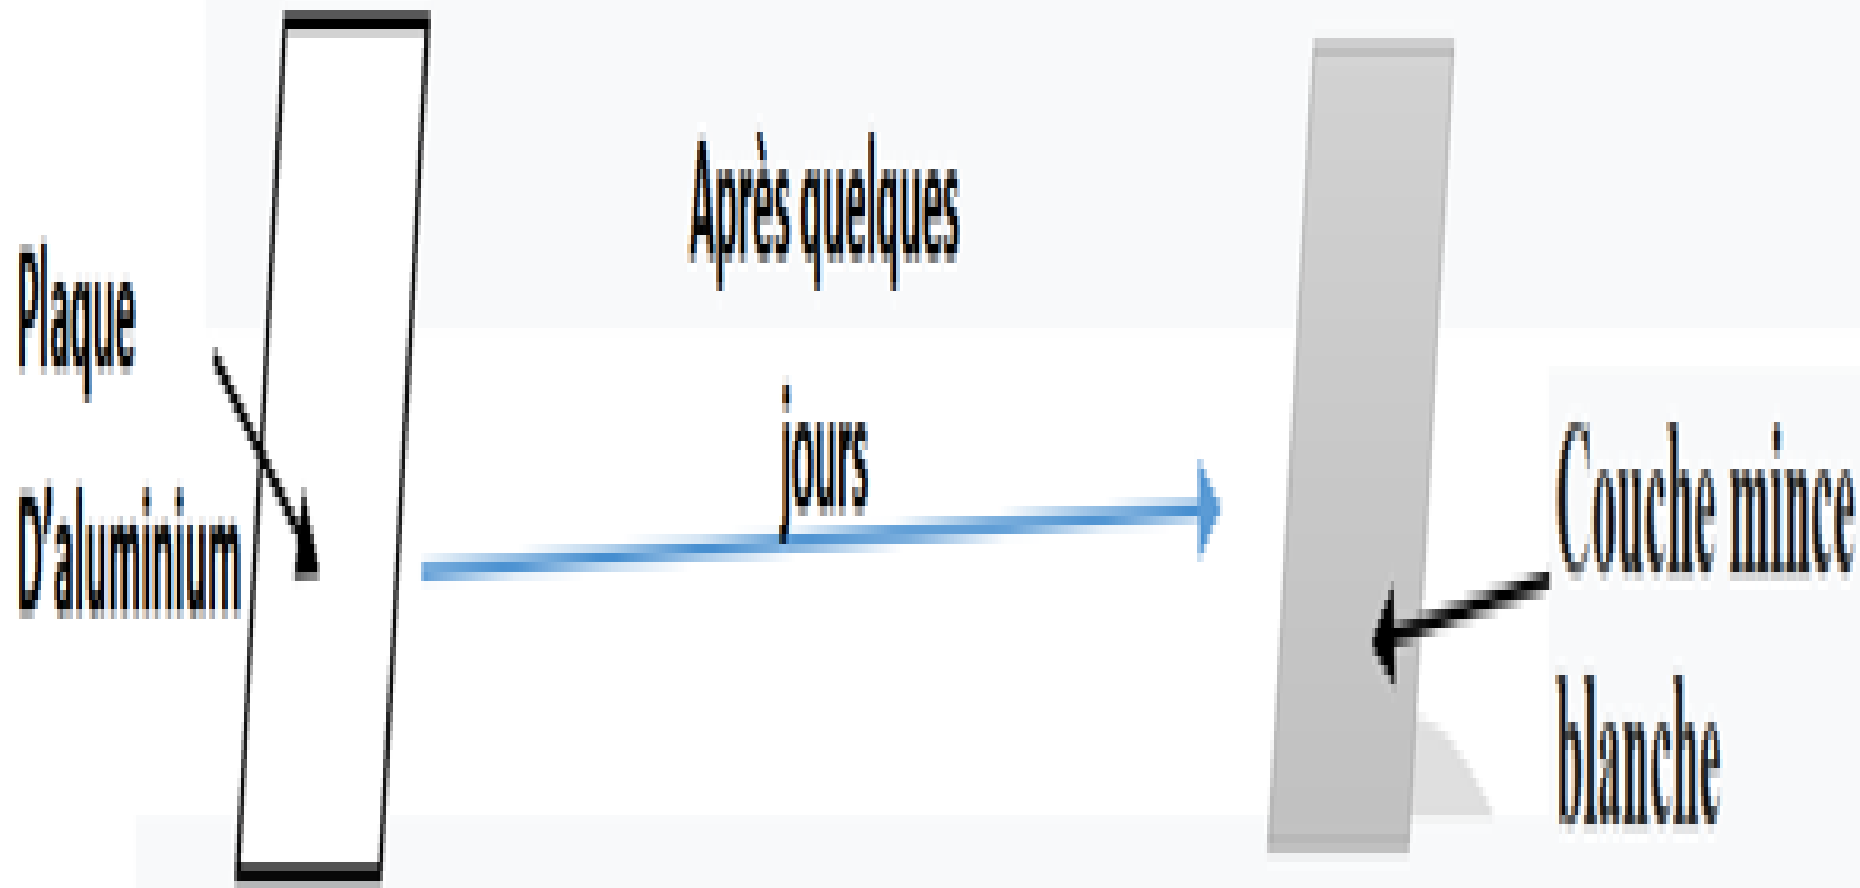 Plaque
D'aluminium
Après quelques
jours
Couche mince
blanche